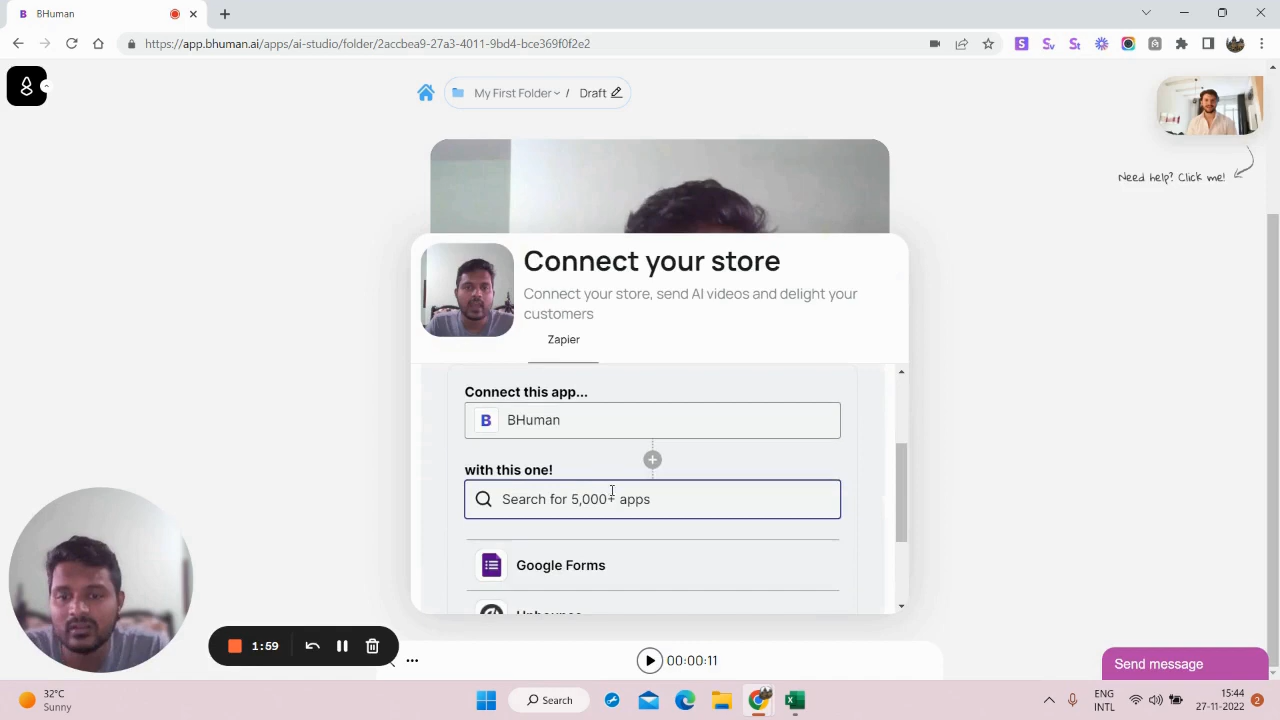 BHuman
https://app.bhuman.ai/apps/ai-studio/folder/2accbea9-27a3-4011-9bd4-bce369f0f2e2
My First Folder / Draft
Need help? Click me!
Connect your store
Connect your store, send AI videos and delight your
customers
Zapier
Connect this app...
B BHuman
with this one!
Search for 5,000+ apps
Google Forms
1:59
00:00:11
Send message
32°C
Sunny
Search
ENG
INTL
15:44
27-11-2022
2